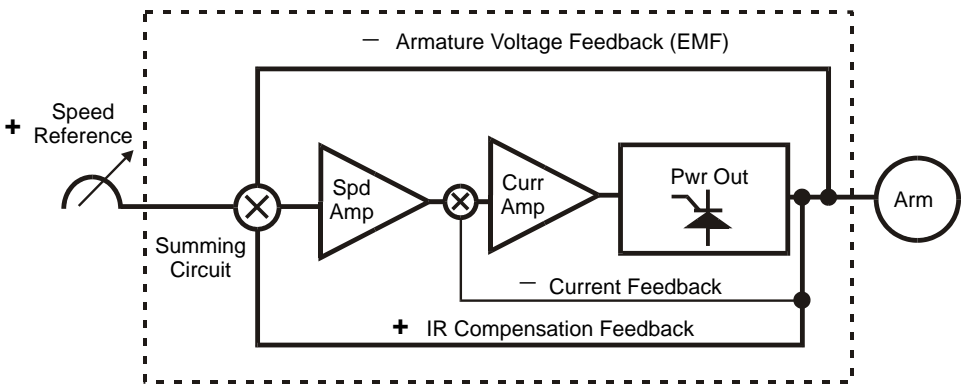 − Armature Voltage Feedback (EMF)
+ Speed
Reference
Spd
Amp
Curr
Amp
Pwr Out
Arm
Summing
Circuit
− Current Feedback
+ IR Compensation Feedback